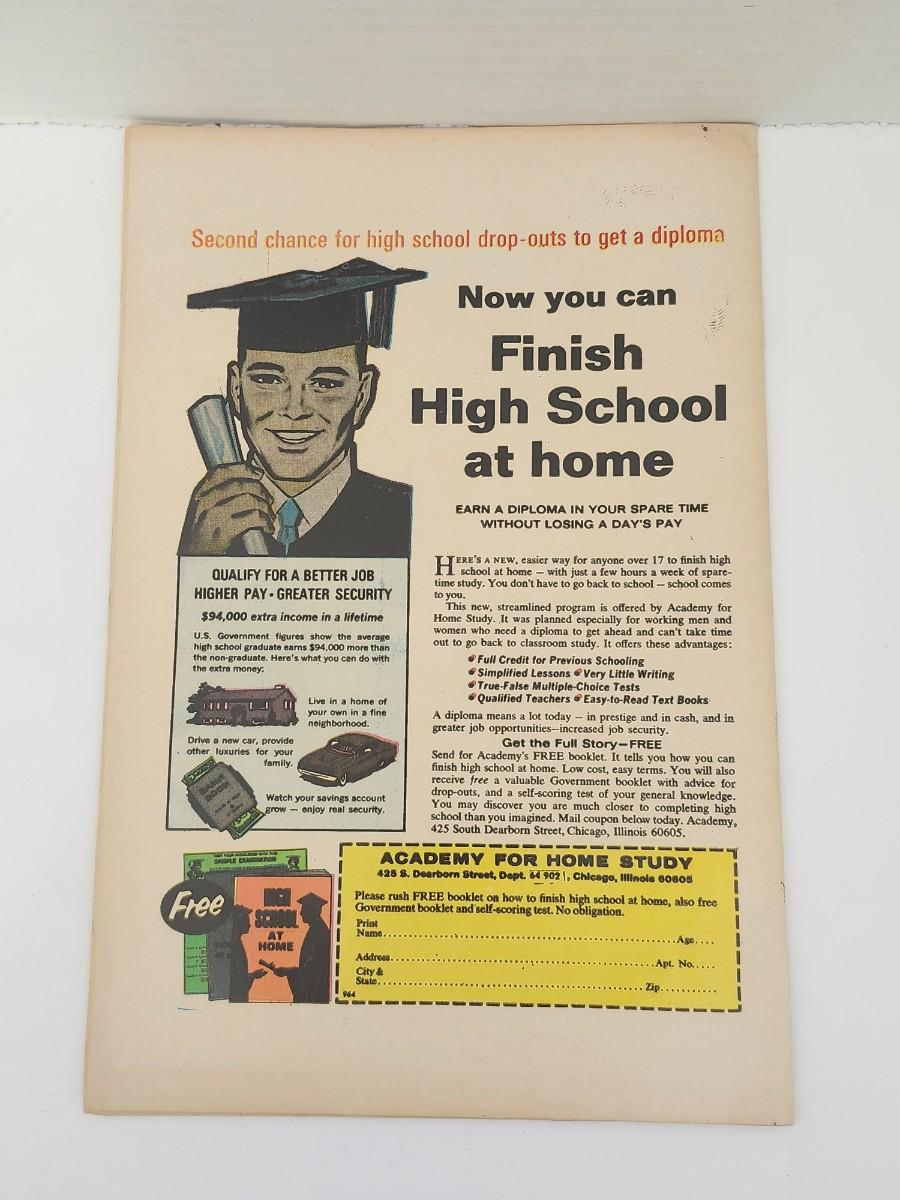 Second chance for high school drop-outs to get a diploma
Now you can
Finish
High School
at home
EARN A DIPLOMA IN YOUR SPARE TIME
WITHOUT LOSING A DAY'S PAY
QUALIFY FOR A BETTER JOB
HIGHER PAY • GREATER SECURITY
$94,000 extra income in a lifetime
U.S. Government figures show the average
high school graduate earns $94,000 more than
the non-graduate. Here's what you can do with
the extra money:
Live in a home of
your own in a fine
neighborhood.
Drive a new car, provide
other luxuries for your
family.
BANK
BOOK
Watch your savings account
grow — enjoy real security.
HERE'S A NEW, easier way for anyone over 17 to finish high
school at home — with just a few hours a week of spare-
time study. You don't have to go back to school — school comes
to you.
This new, streamlined program is offered by Academy for
Home Study. It was planned especially for working men and
women who need a diploma to get ahead and can't take time
out to go back to classroom study. It offers these advantages:
Full Credit for Previous Schooling
Simplified Lessons Very Little Writing
True-False Multiple-Choice Tests
Qualified Teachers Easy-to-Read Text Books
A diploma means a lot today — in prestige and in cash, and in
greater job opportunities—increased job security.
Get the Full Story—FREE
Send for Academy's FREE booklet. It tells you how you can
finish high school at home. Low cost, easy terms. You will also
receive free a valuable Government booklet with advice for
drop-outs, and a self-scoring test of your general knowledge.
You may discover you are much closer to completing high
school than you imagined. Mail coupon below today. Academy,
425 South Dearborn Street, Chicago, Illinois 60605.
SAMPLE EXAMINATION
Free
HIGH
SCHOOL
AT
HOME
ACADEMY FOR HOME STUDY
425 S. Dearborn Street, Dept. 64 902, Chicago, Illinois 60605
Please rush FREE booklet on how to finish high school at home, also free
Government booklet and self-scoring test. No obligation.
Print
Name Age
Address Apt. No.
City &
State Zip
964